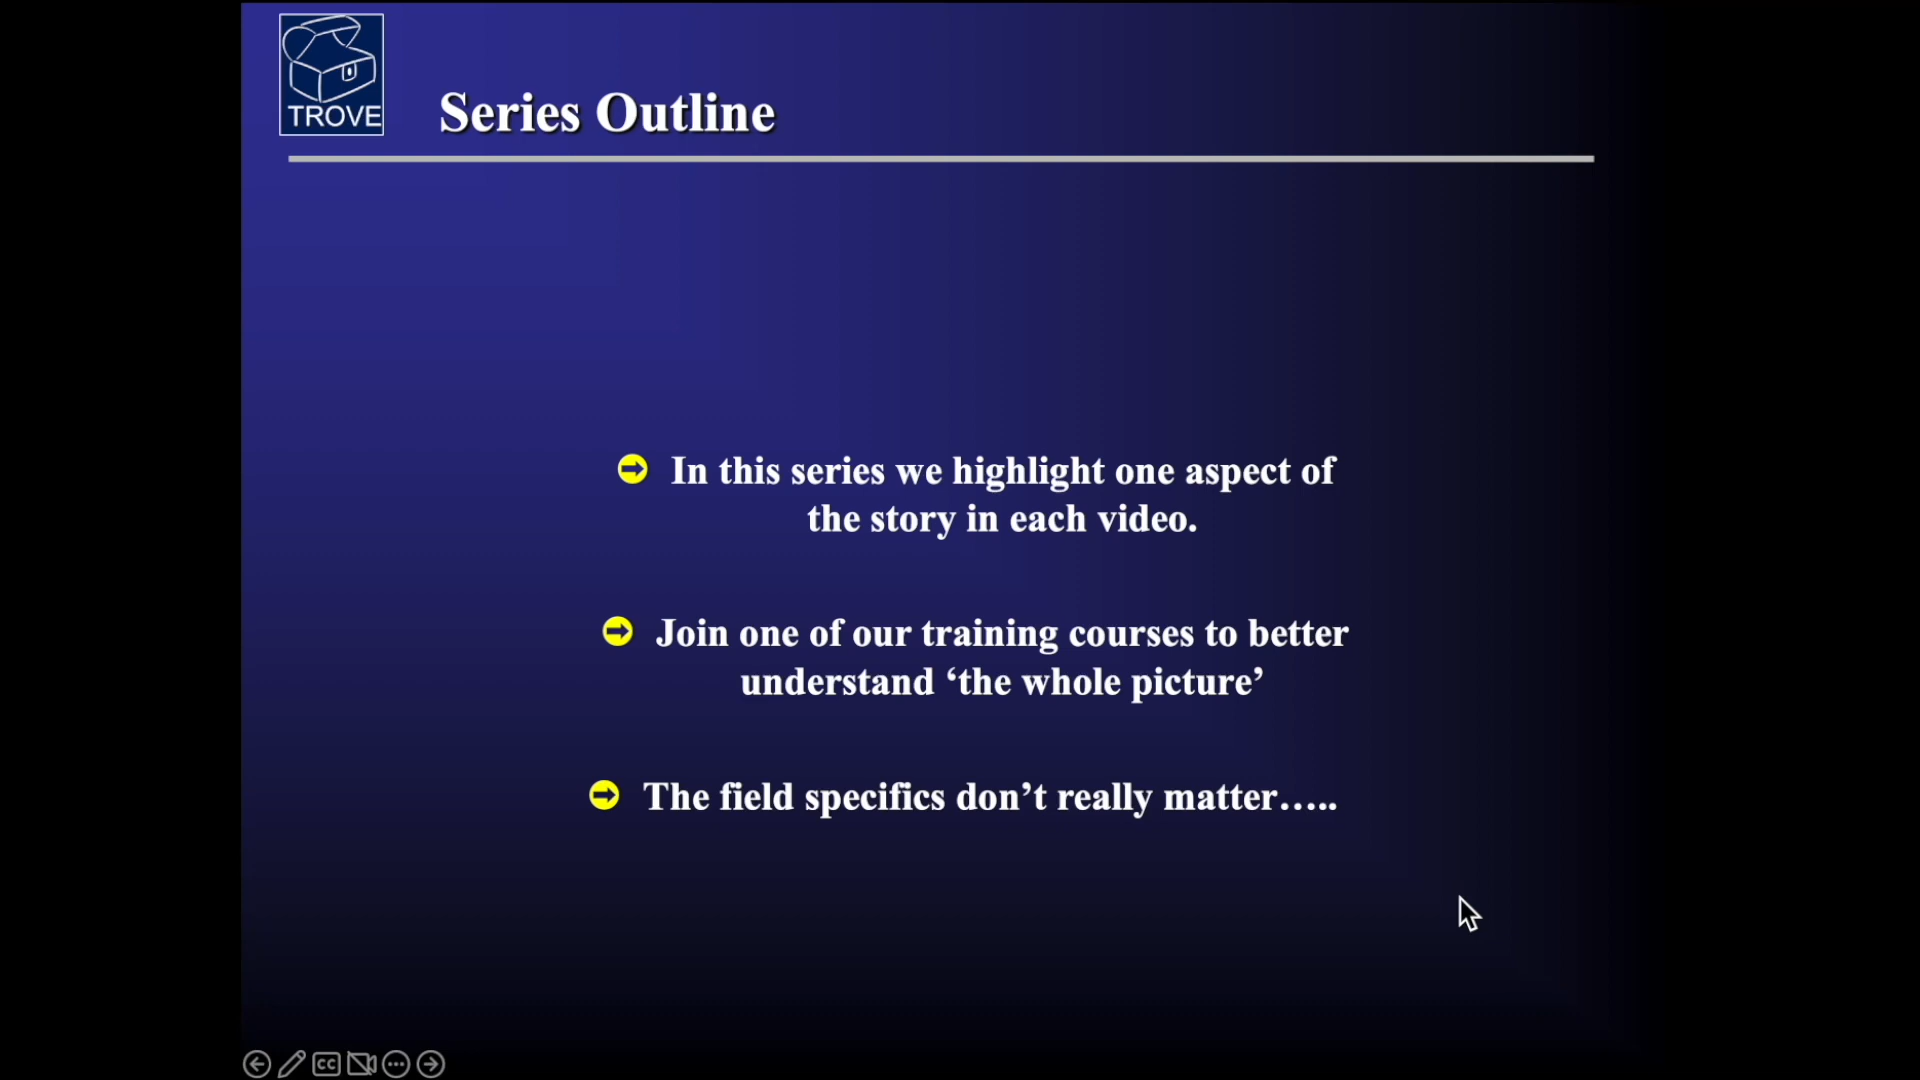 TROVE
Series Outline
In this series we highlight one aspect of
the story in each video.
Join one of our training courses to better
understand ‘the whole picture’
The field specifics don’t really matter…..
CC